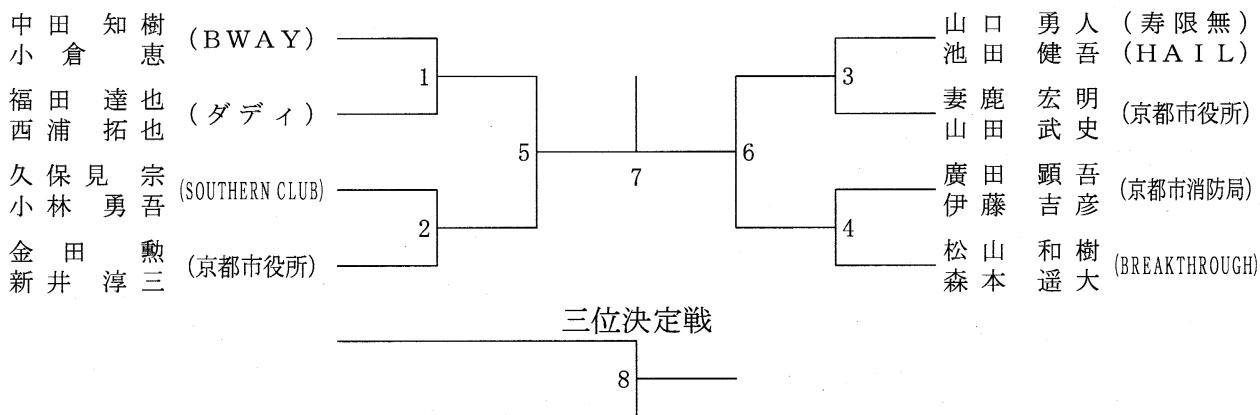 中田 知樹
小倉 恵
(BWAY)
1
福田 達也
西浦 拓也
(ダディ)
5
久保見 宗
小林 勇吾
(SOUTHERN CLUB)
2
金田 勲
新井 淳三
(京都市役所)
7
山口 勇人
(寿限無)
池田 健吾
(HAIL)
3
妻鹿 宏明
山田 武史
(京都市役所)
6
廣田 顕吾
伊藤 吉彦
(京都市消防局)
4
松山 和樹
森本 遥大
(BREAKTHROUGH)
三位決定戦
8